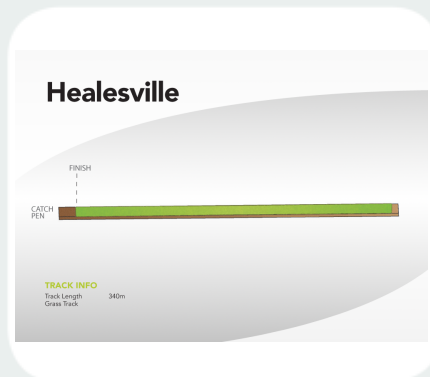 Healesville
FINISH
CATCH
PEN
TRACK INFO
Track Length 340m
Grass Track